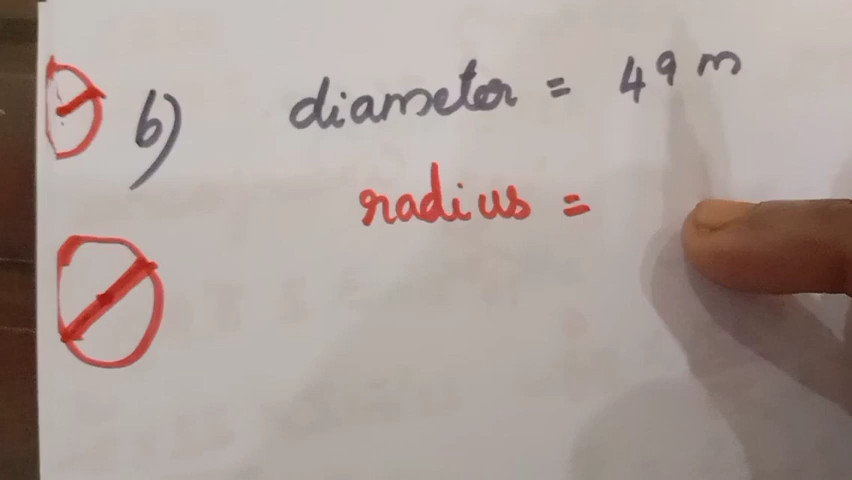 b) diameter = 49 m
radius =